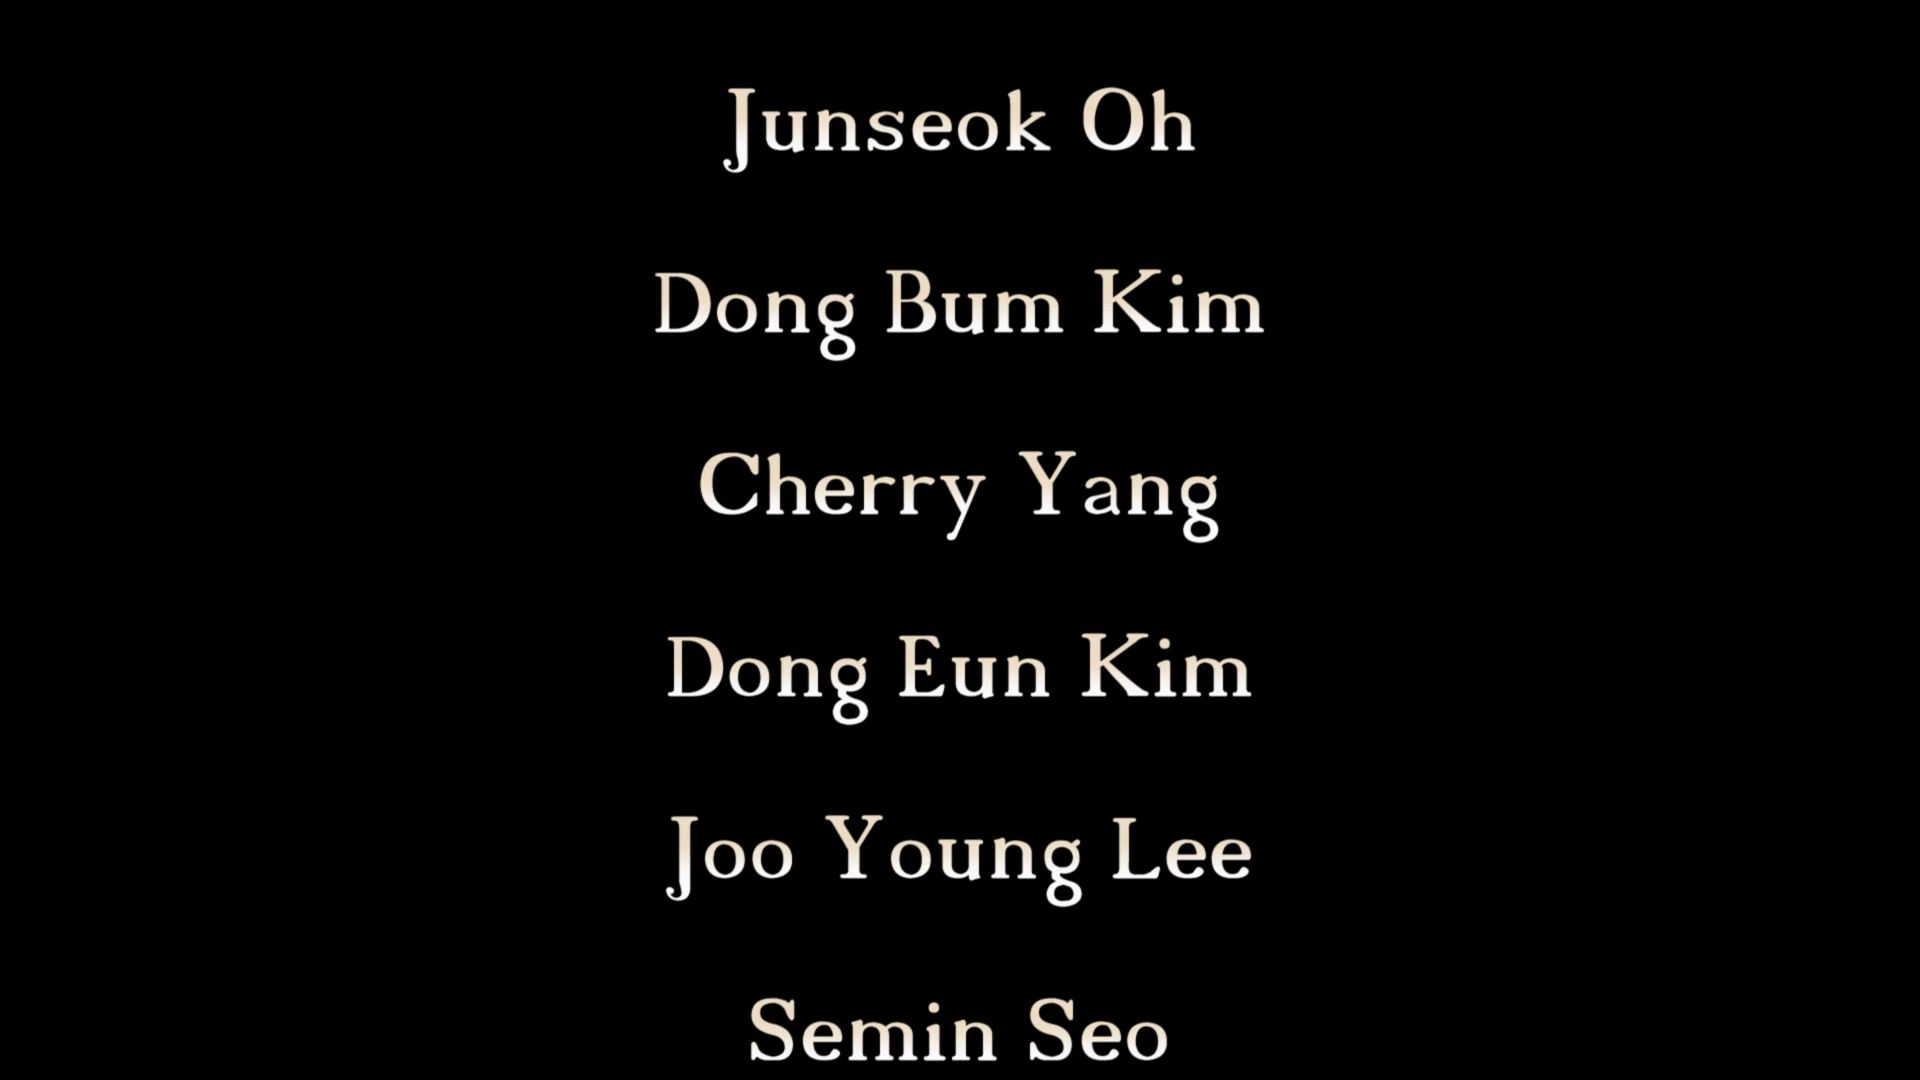 Junseok Oh
Dong Bum Kim
Cherry Yang
Dong Eun Kim
Joo Young Lee
Semin Seo